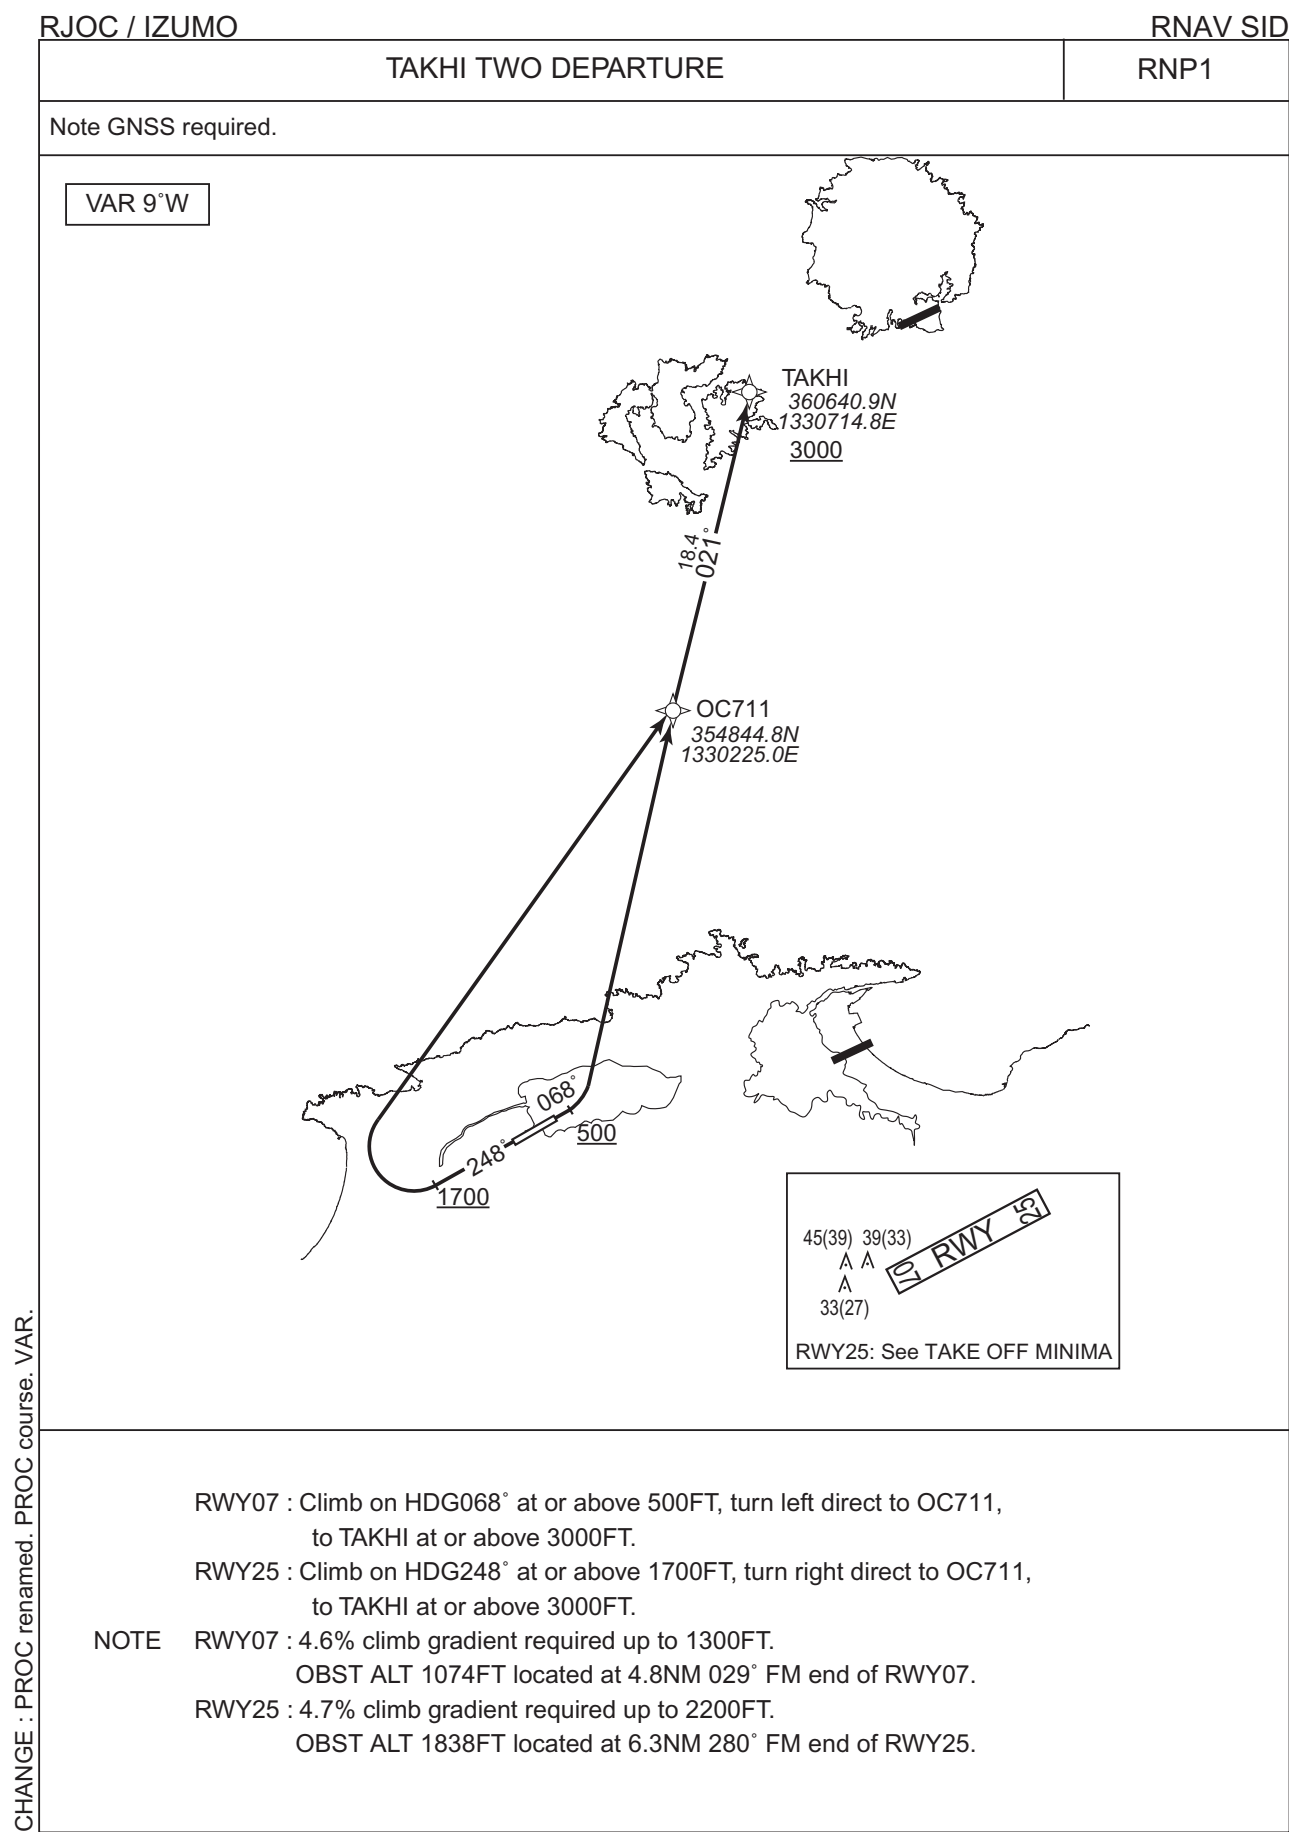 RJOC / IZUMO
RNAV SID
TAKHI TWO DEPARTURE
RNP1
Note GNSS required.
VAR 9˚W
TAKHI
360640.9N
1330714.8E
3000
18.4
021˚
OC711
354844.8N
1330225.0E
068˚
500
248˚
1700
45(39)
39(33)
33(27)
07 RWY 25
RWY25: See TAKE OFF MINIMA
RWY07 : Climb on HDG068˚ at or above 500FT, turn left direct to OC711,
to TAKHI at or above 3000FT.
RWY25 : Climb on HDG248˚ at or above 1700FT, turn right direct to OC711,
to TAKHI at or above 3000FT.
NOTE RWY07 : 4.6% climb gradient required up to 1300FT.
OBST ALT 1074FT located at 4.8NM 029˚ FM end of RWY07.
RWY25 : 4.7% climb gradient required up to 2200FT.
OBST ALT 1838FT located at 6.3NM 280˚ FM end of RWY25.
CHANGE : PROC renamed. PROC course. VAR.